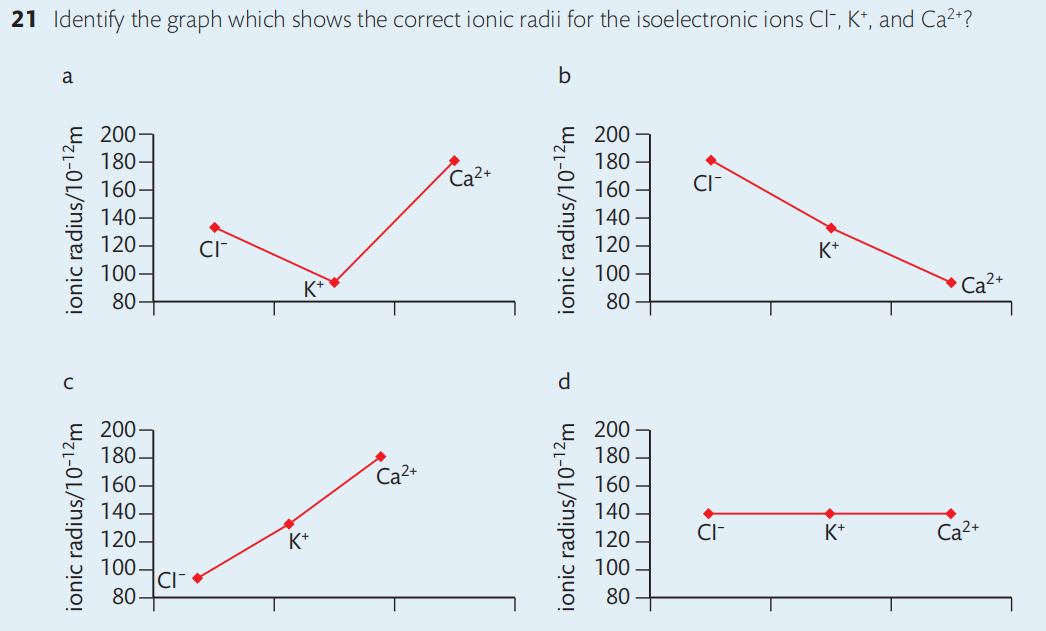 21 Identify the graph which shows the correct ionic radii for the isoelectronic ions Cl⁻, K⁺, and Ca²⁺?
a
ionic radius/10⁻¹²m
200
180
160
140
120
100
80
Cl⁻
K⁺
Ca²⁺
b
ionic radius/10⁻¹²m
200
180
160
140
120
100
80
Cl⁻
K⁺
Ca²⁺
c
ionic radius/10⁻¹²m
200
180
160
140
120
100
80
Cl⁻
K⁺
Ca²⁺
d
ionic radius/10⁻¹²m
200
180
160
140
120
100
80
Cl⁻
K⁺
Ca²⁺